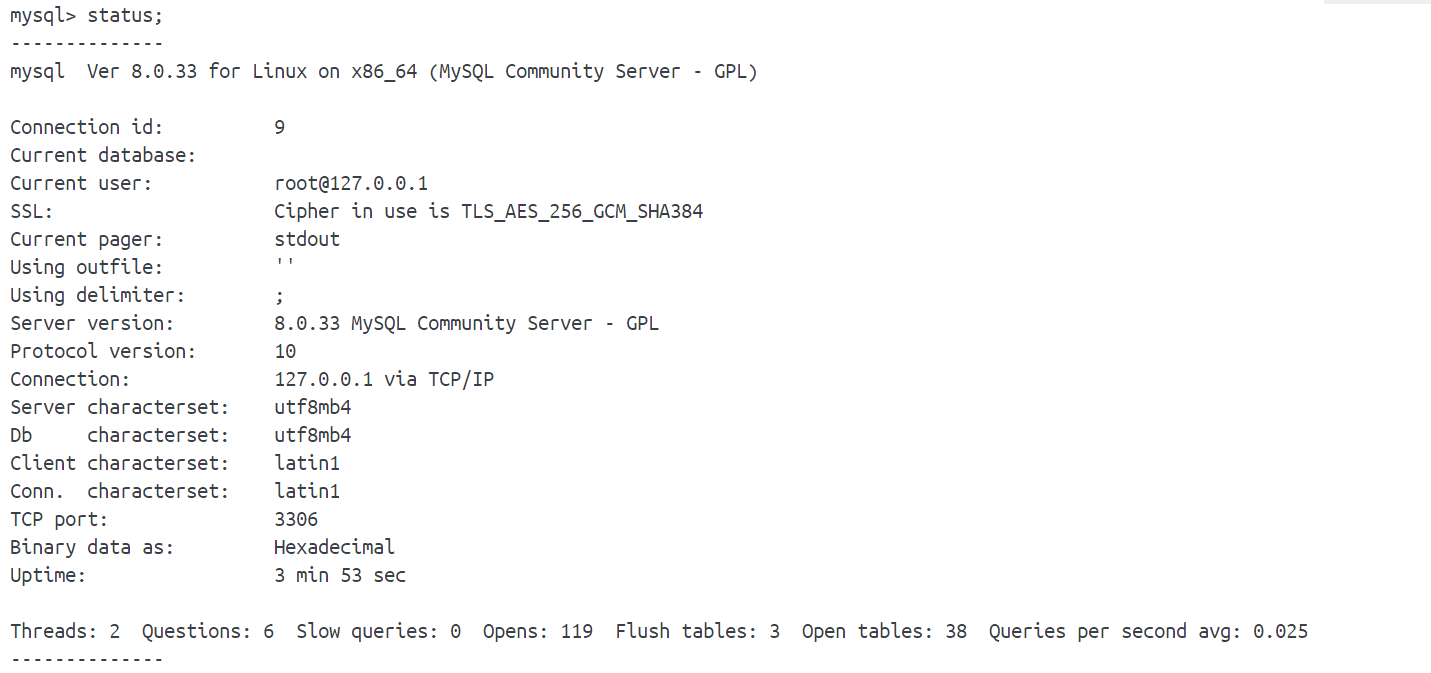 mysql> status;
--------------
mysql  Ver 8.0.33 for Linux on x86_64 (MySQL Community Server - GPL)

Connection id:          9
Current database:
Current user:           root@127.0.0.1
SSL:                    Cipher in use is TLS_AES_256_GCM_SHA384
Current pager:          stdout
Using outfile:          ''
Using delimiter:        ;
Server version:         8.0.33 MySQL Community Server - GPL
Protocol version:       10
Connection:             127.0.0.1 via TCP/IP
Server characterset:    utf8mb4
Db     characterset:    utf8mb4
Client characterset:    latin1
Conn.  characterset:    latin1
TCP port:               3306
Binary data as:         Hexadecimal
Uptime:                 3 min 53 sec

Threads: 2  Questions: 6  Slow queries: 0  Opens: 119  Flush tables: 3  Open tables: 38  Queries per second avg: 0.025
--------------